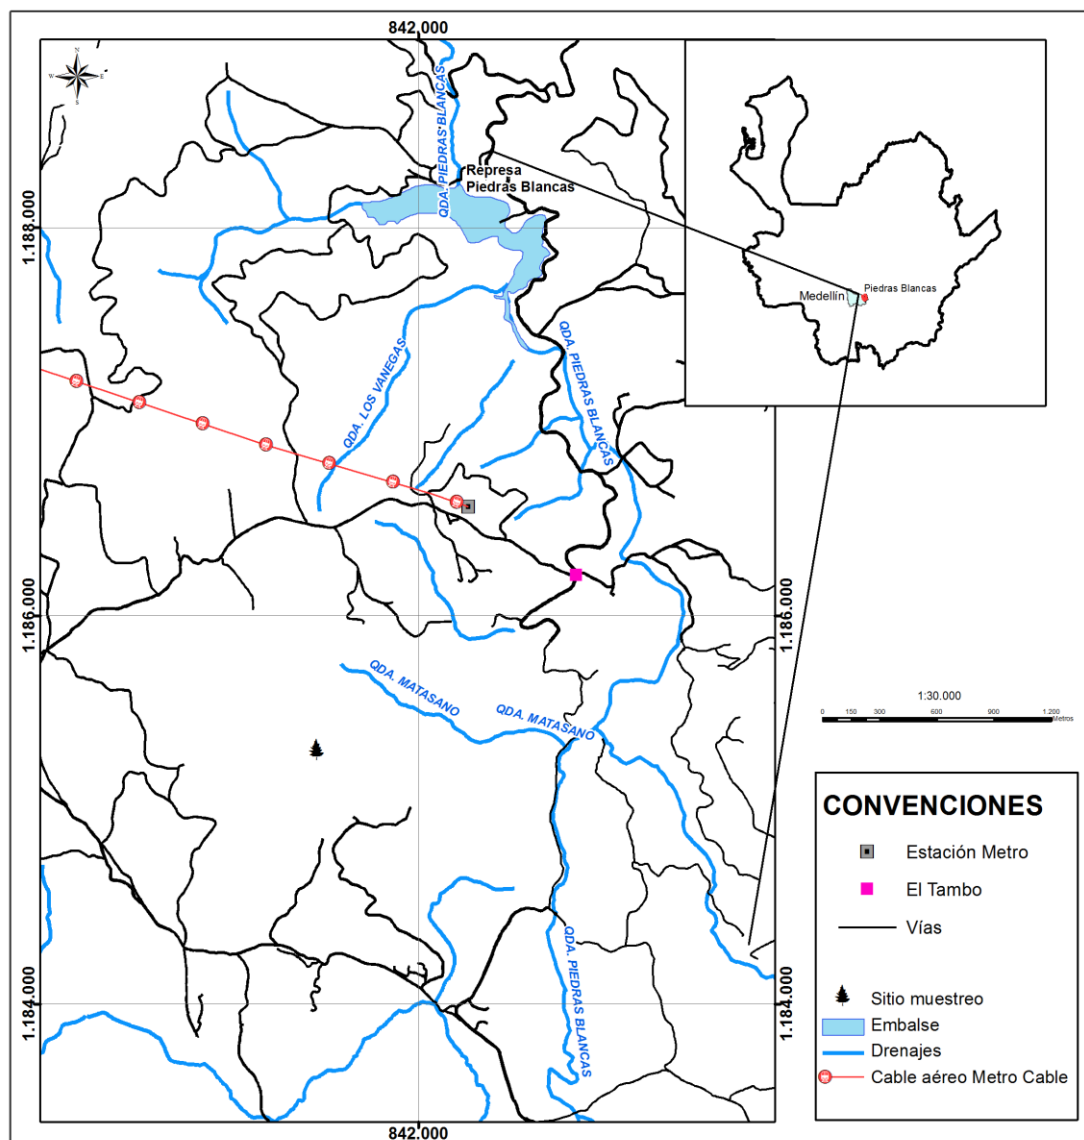 842.000
N
W
E
S
QDA. PIEDRAS BLANCAS
Represa
Piedras Blancas
1.188.000
Medellín
Piedras Blancas
QDA. LOS VANEGAS
QDA. PIEDRAS BLANCAS
1.186.000
1.186.000
QDA. MATASANO
QDA. MATASANO
1:30.000
0 150 300 600 900 1.200
Metros
CONVENCIONES
Estación Metro
El Tambo
Vías
Sitio muestreo
Embalse
Drenajes
Cable aéreo Metro Cable
QDA. PIEDRAS BLANCAS
1.184.000
1.184.000
842.000